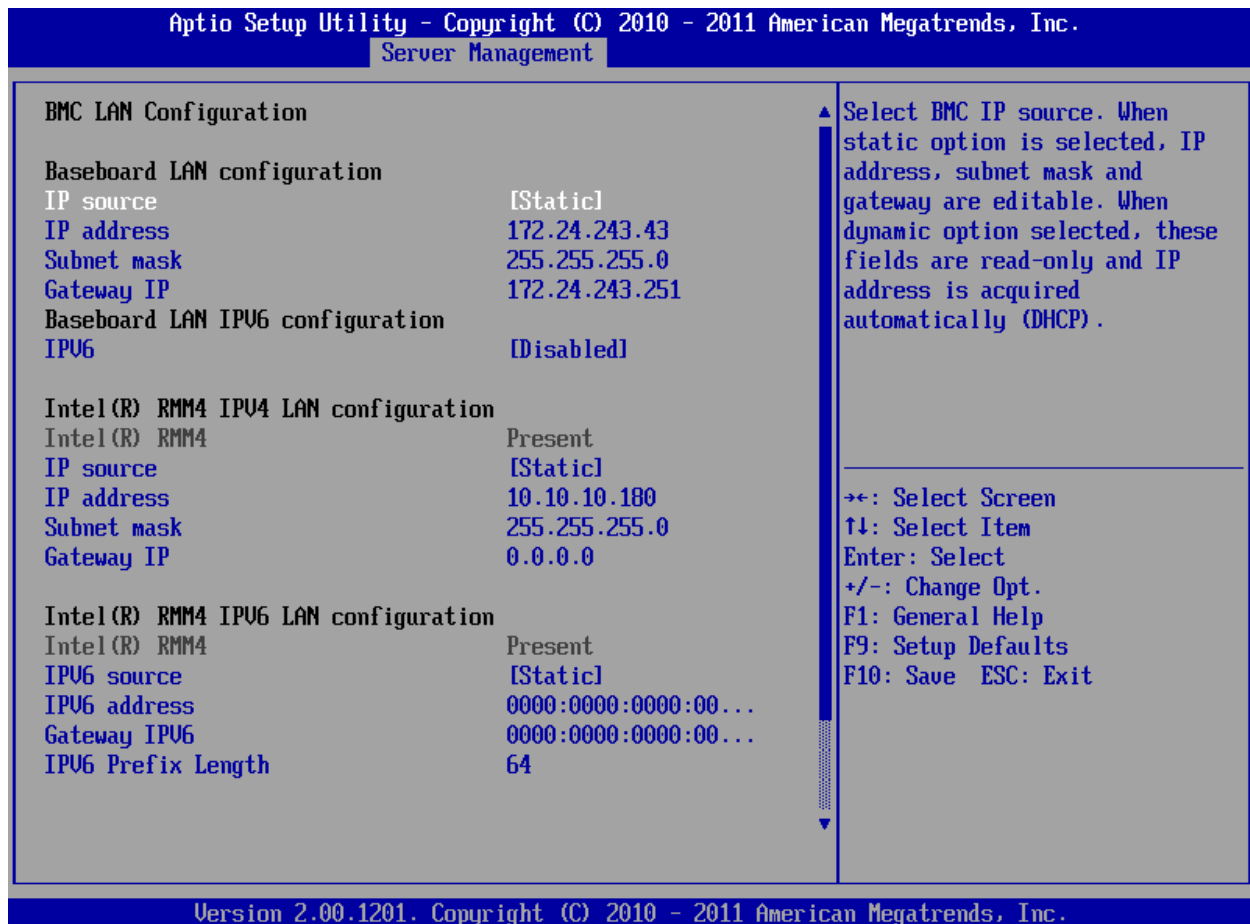 Aptio Setup Utility - Copyright (C) 2010 - 2011 American Megatrends, Inc.
Server Management
BMC LAN Configuration
Baseboard LAN configuration
IP source [Static]
IP address 172.24.243.43
Subnet mask 255.255.255.0
Gateway IP 172.24.243.251
Baseboard LAN IPV6 configuration
IPV6 [Disabled]
Intel(R) RMM4 IPV4 LAN configuration
Intel(R) RMM4 Present
IP source [Static]
IP address 10.10.10.180
Subnet mask 255.255.255.0
Gateway IP 0.0.0.0
Intel(R) RMM4 IPV6 LAN configuration
Intel(R) RMM4 Present
IPV6 source [Static]
IPV6 address 0000:0000:0000:00...
Gateway IPV6 0000:0000:0000:00...
IPV6 Prefix Length 64
Select BMC IP source. When
static option is selected, IP
address, subnet mask and
gateway are editable. When
dynamic option selected, these
fields are read-only and IP
address is acquired
automatically (DHCP).
→←: Select Screen
↑↓: Select Item
Enter: Select
+/-: Change Opt.
F1: General Help
F9: Setup Defaults
F10: Save ESC: Exit
Version 2.00.1201. Copyright (C) 2010 - 2011 American Megatrends, Inc.